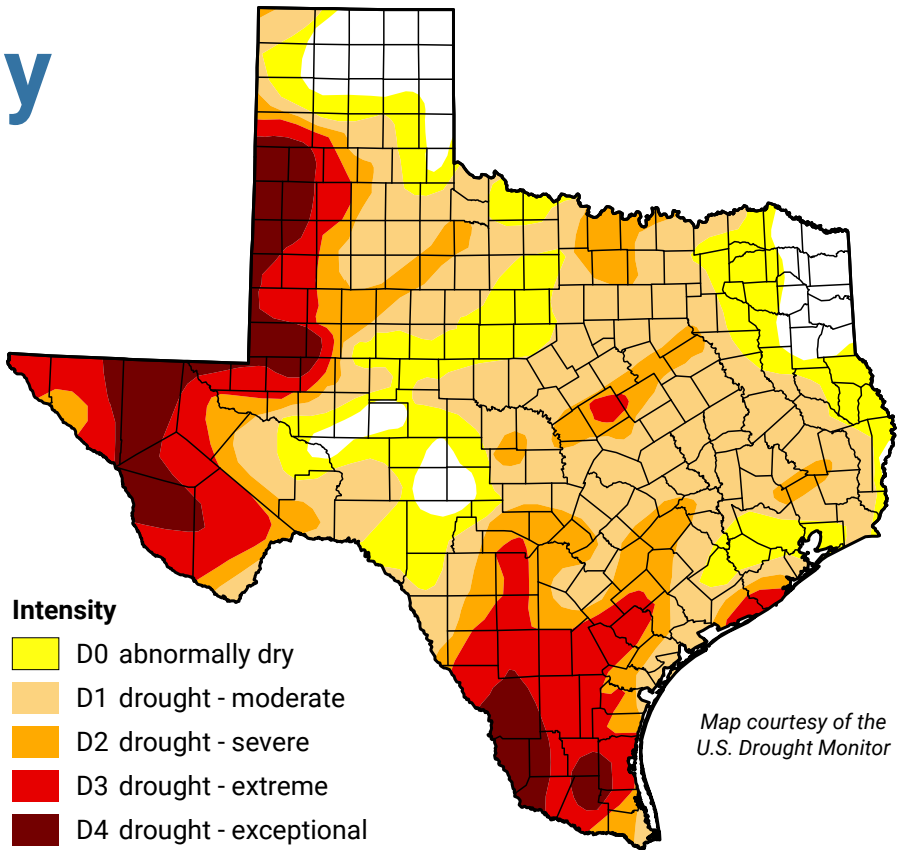 y
Intensity
D0 abnormally dry
D1 drought - moderate
D2 drought - severe
D3 drought - extreme
D4 drought - exceptional
Map courtesy of the
U.S. Drought Monitor